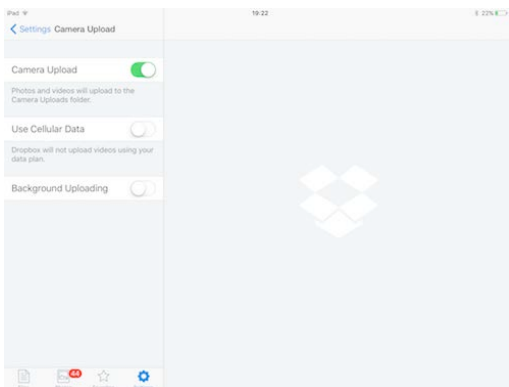 iPad
19:22
22%
Settings Camera Upload
Camera Upload
Photos and videos will upload to the
Camera Uploads folder.
Use Cellular Data
Dropbox will not upload videos using your
data plan.
Background Uploading
44